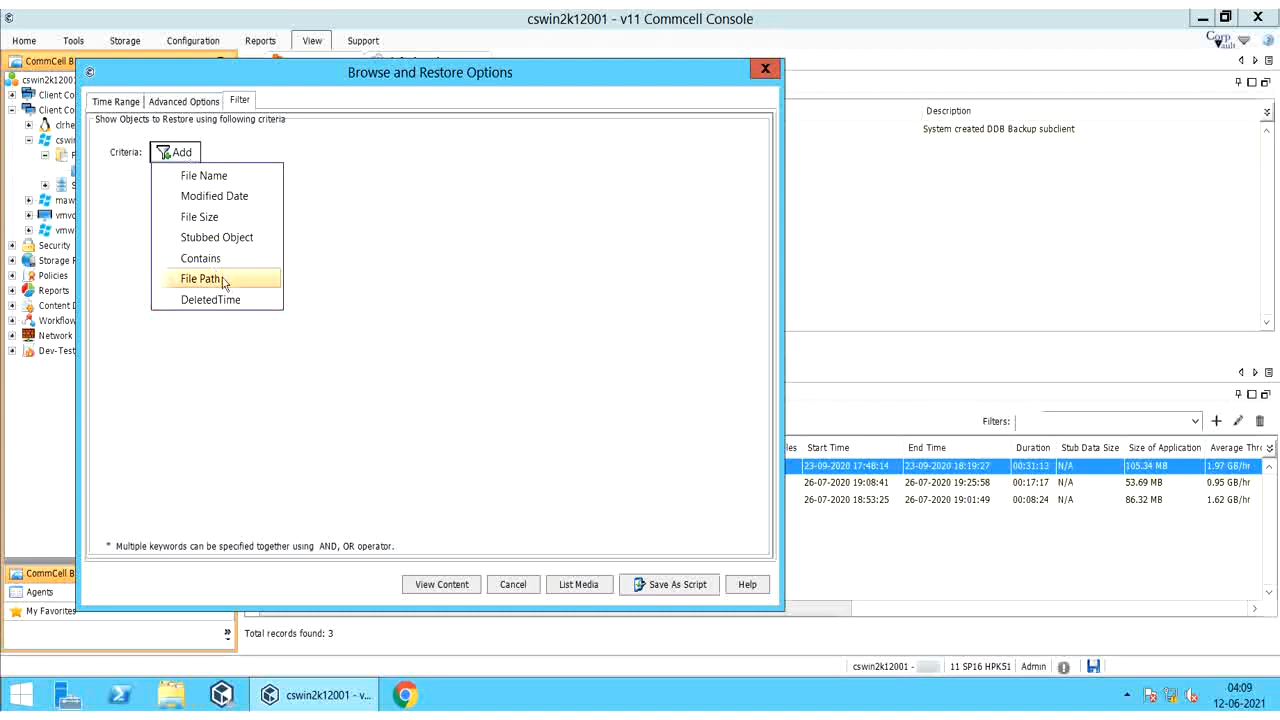 cswin2k12001 - v11 Commcell Console
Home Tools Storage Configuration Reports View Support
Corp Vault
CommCell B
cswin2k12001
Client Co
Client Co
clrhe
cswi
F
S
maw
vmvc
vmw
Security
Storage R
Policies
Reports
Content D
Workflow
Network
Dev-Test
CommCell B
Agents
My Favorites
Browse and Restore Options
Time Range Advanced Options Filter
Show Objects to Restore using following criteria
Criteria: Add
File Name
Modified Date
File Size
Stubbed Object
Contains
File Path
DeletedTime
* Multiple keywords can be specified together using AND, OR operator.
View Content Cancel List Media Save As Script Help
Description
System created DDB Backup subclient
Filters:
les Start Time End Time Duration Stub Data Size Size of Application Average Thro
23-09-2020 17:48:14 23-09-2020 18:19:27 00:31:13 N/A 105.34 MB 1.97 GB/hr
26-07-2020 19:08:41 26-07-2020 19:25:58 00:17:17 N/A 53.69 MB 0.95 GB/hr
26-07-2020 18:53:25 26-07-2020 19:01:49 00:08:24 N/A 86.32 MB 1.62 GB/hr
Total records found: 3
cswin2k12001 - 11 SP16 HPK51 Admin
cswin2k12001 - v...
04:09
12-06-2021